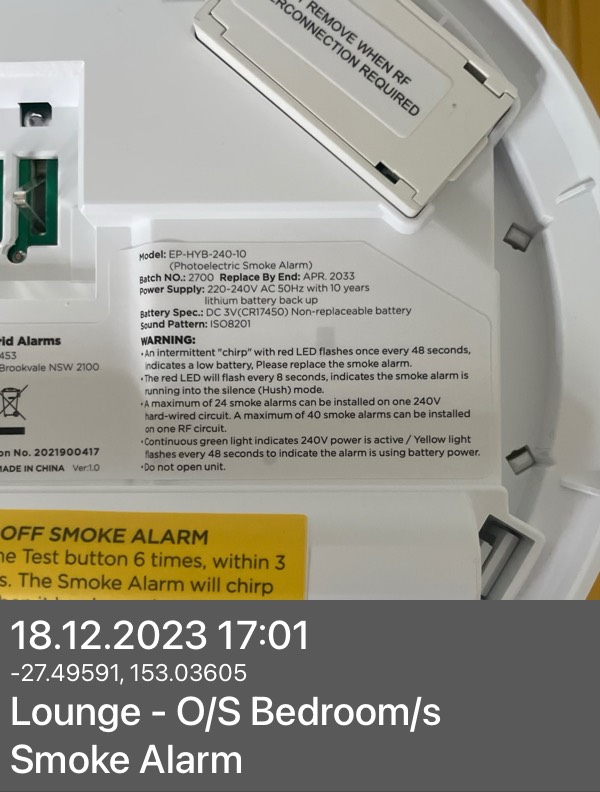 REMOVE WHEN RF
REQUIRED
Model: EP-HYB-240-10
(Photoelectric Smoke Alarm)
Batch NO.: 2700 Replace By End: APR. 2033
Power Supply: 220-240V AC 50Hz with 10 years
lithium battery back up
Battery Spec.: DC 3V(CR17450) Non-replaceable battery
Sound Pattern: ISO8201
WARNING:
•An intermittent "chirp" with red LED flashes once every 48 seconds,
indicates a low battery, Please replace the smoke alarm.
•The red LED will flash every 8 seconds, indicates the smoke alarm is
running into the silence (Hush) mode.
•A maximum of 24 smoke alarms can be installed on one 240V
hard-wired circuit. A maximum of 40 smoke alarms can be installed
on one RF circuit.
•Continuous green light indicates 240V power is active / Yellow light
flashes every 48 seconds to indicate the alarm is using battery power.
•Do not open unit.
rid Alarms
453
Brookvale NSW 2100
on No. 2021900417
MADE IN CHINA Ver:1.0
OFF SMOKE ALARM
he Test button 6 times, within 3
s. The Smoke Alarm will chirp
18.12.2023 17:01
-27.49591, 153.03605
Lounge - O/S Bedroom/s
Smoke Alarm